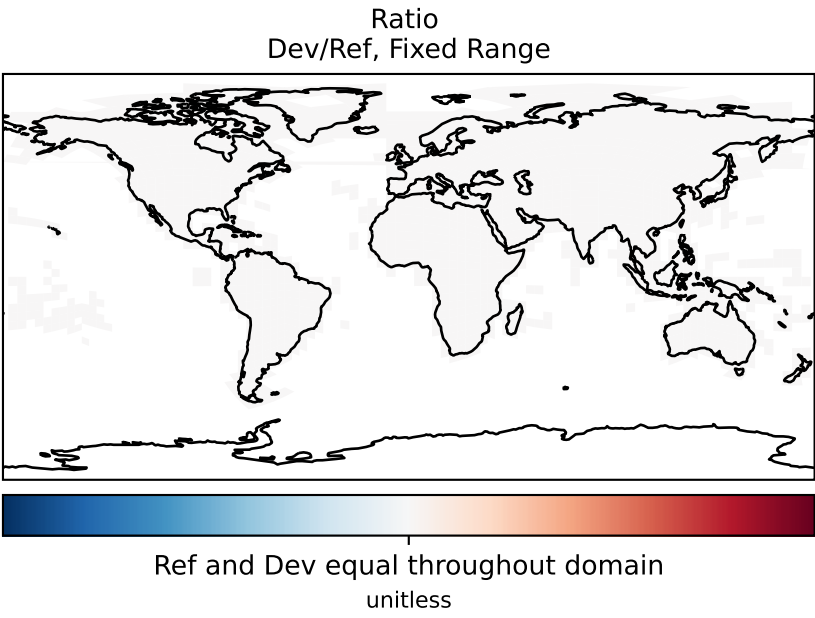 Ratio
Dev/Ref, Fixed Range
Ref and Dev equal throughout domain
unitless